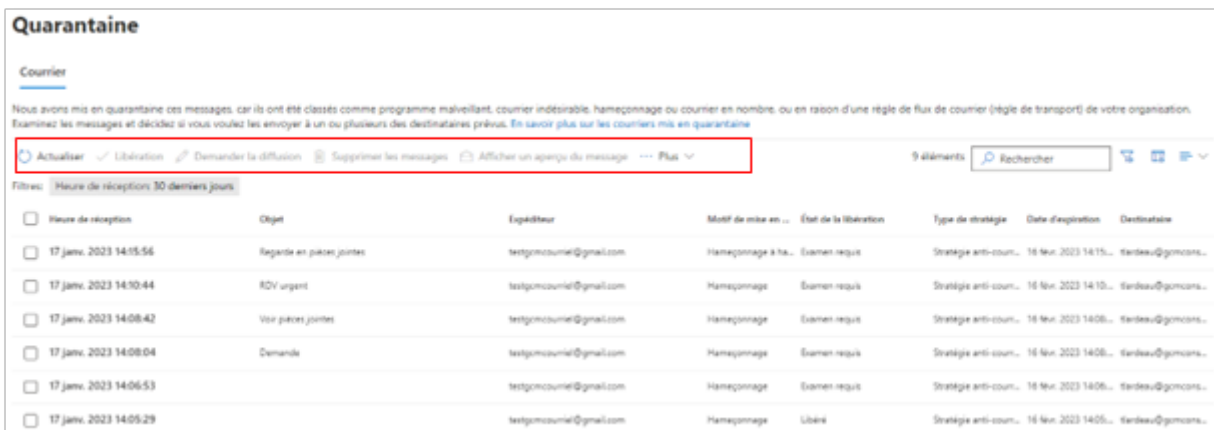 Quarantaine
Courrier
Nous avons mis en quarantaine ces messages, car ils ont été classés comme programme malveillant, courrier indésirable, hameçonnage ou courrier en nombre, ou en raison d'une règle de flux de courrier (règle de transport) de votre organisation.
Examinez les messages et décidez si vous voulez les envoyer à un ou plusieurs des destinataires prévus. En savoir plus sur les courriers mis en quarantaine
Actualiser Libération Demander la diffusion Supprimer les messages Afficher un aperçu du message ··· Plus 9 éléments Rechercher
Filtres: Heure de réception: 30 derniers jours
Heure de réception Objet Expéditeur Motif de mise en ... État de la libération Type de stratégie Date d'expiration Destinataire
17 janv. 2023 14:15:56 Regarde en pièces jointes testgcmcourriel@gmail.com Hameçonnage à ha... Examen requis Stratégie anti-courr... 16 févr. 2023 14:15... tlardeau@gcmcons...
17 janv. 2023 14:10:44 RDV urgent testgcmcourriel@gmail.com Hameçonnage Examen requis Stratégie anti-courr... 16 févr. 2023 14:10... tlardeau@gcmcons...
17 janv. 2023 14:08:42 Voir pièces jointes testgcmcourriel@gmail.com Hameçonnage Examen requis Stratégie anti-courr... 16 févr. 2023 14:08... tlardeau@gcmcons...
17 janv. 2023 14:08:04 Demande testgcmcourriel@gmail.com Hameçonnage Examen requis Stratégie anti-courr... 16 févr. 2023 14:08... tlardeau@gcmcons...
17 janv. 2023 14:06:53 testgcmcourriel@gmail.com Hameçonnage Examen requis Stratégie anti-courr... 16 févr. 2023 14:06... tlardeau@gcmcons...
17 janv. 2023 14:05:29 testgcmcourriel@gmail.com Hameçonnage Libéré Stratégie anti-courr... 16 févr. 2023 14:05... tlardeau@gcmcons...